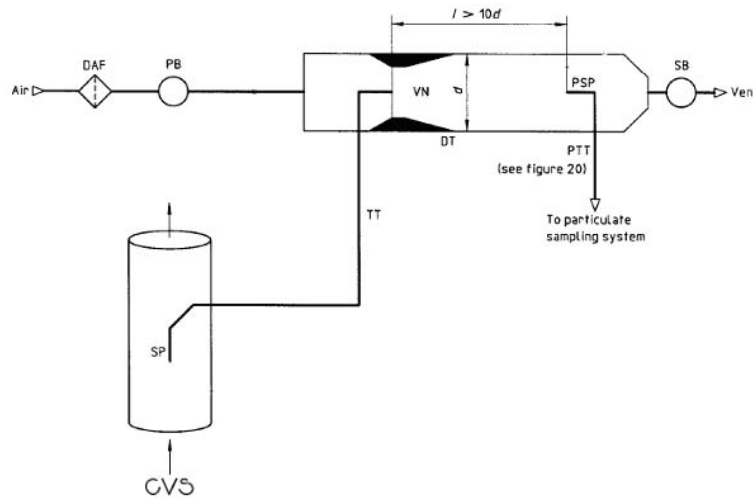 l > 10d
DAF
PB
SB
Air
VN
d
PSP
Ven
DT
PTT
(see figure 20)
TT
To particulate
sampling system
SP
CVS